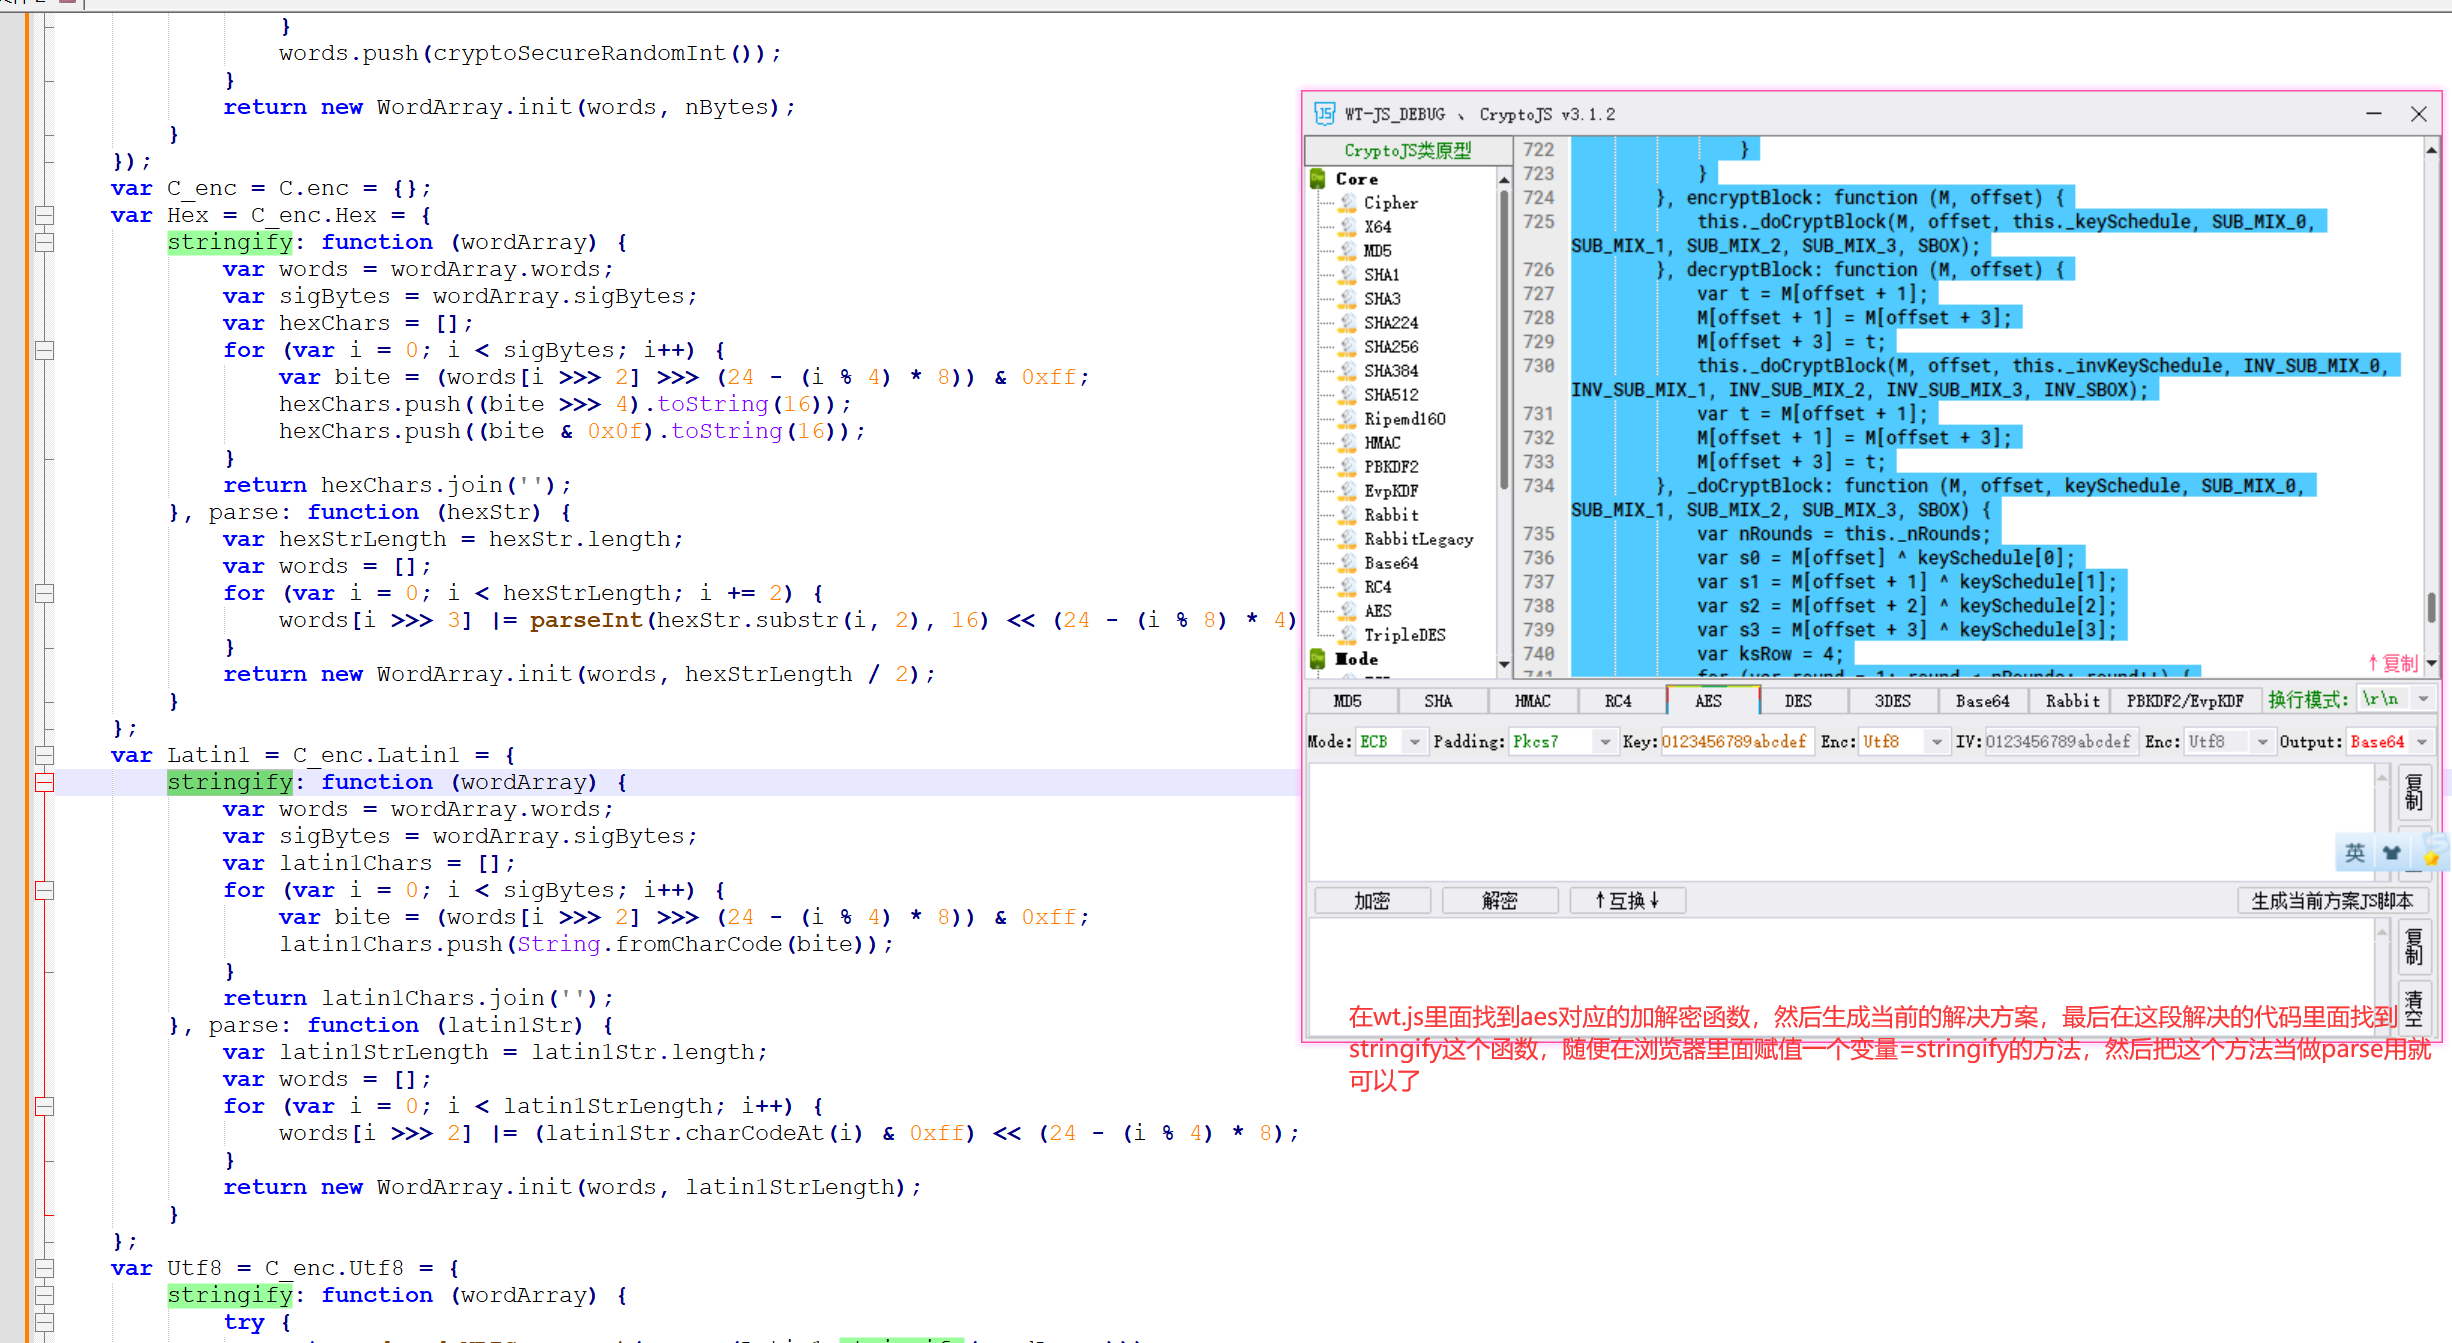 }
words.push(cryptoSecureRandomInt());
}
return new WordArray.init(words, nBytes);
}
});
var C_enc = C.enc = {};
var Hex = C_enc.Hex = {
stringify: function (wordArray) {
var words = wordArray.words;
var sigBytes = wordArray.sigBytes;
var hexChars = [];
for (var i = 0; i < sigBytes; i++) {
var bite = (words[i >>> 2] >>> (24 - (i % 4) * 8)) & 0xff;
hexChars.push((bite >>> 4).toString(16));
hexChars.push((bite & 0x0f).toString(16));
}
return hexChars.join('');
}, parse: function (hexStr) {
var hexStrLength = hexStr.length;
var words = [];
for (var i = 0; i < hexStrLength; i += 2) {
words[i >>> 3] |= parseInt(hexStr.substr(i, 2), 16) << (24 - (i % 8) * 4)
}
return new WordArray.init(words, hexStrLength / 2);
}
};
var Latin1 = C_enc.Latin1 = {
stringify: function (wordArray) {
var words = wordArray.words;
var sigBytes = wordArray.sigBytes;
var latin1Chars = [];
for (var i = 0; i < sigBytes; i++) {
var bite = (words[i >>> 2] >>> (24 - (i % 4) * 8)) & 0xff;
latin1Chars.push(String.fromCharCode(bite));
}
return latin1Chars.join('');
}, parse: function (latin1Str) {
var latin1StrLength = latin1Str.length;
var words = [];
for (var i = 0; i < latin1StrLength; i++) {
words[i >>> 2] |= (latin1Str.charCodeAt(i) & 0xff) << (24 - (i % 4) * 8);
}
return new WordArray.init(words, latin1StrLength);
}
};
var Utf8 = C_enc.Utf8 = {
stringify: function (wordArray) {
try {
WT-JS_DEBUG 、 CryptoJS v3.1.2
CryptoJS类原型
Core
Cipher
X64
MD5
SHA1
SHA3
SHA224
SHA256
SHA384
SHA512
Ripemd160
HMAC
PBKDF2
EvpKDF
Rabbit
RabbitLegacy
Base64
RC4
AES
TripleDES
Mode
722 }
723 }
724 }, encryptBlock: function (M, offset) {
725 this._doCryptBlock(M, offset, this._keySchedule, SUB_MIX_0,
SUB_MIX_1, SUB_MIX_2, SUB_MIX_3, SBOX);
726 }, decryptBlock: function (M, offset) {
727 var t = M[offset + 1];
728 M[offset + 1] = M[offset + 3];
729 M[offset + 3] = t;
730 this._doCryptBlock(M, offset, this._invKeySchedule, INV_SUB_MIX_0,
INV_SUB_MIX_1, INV_SUB_MIX_2, INV_SUB_MIX_3, INV_SBOX);
731 var t = M[offset + 1];
732 M[offset + 1] = M[offset + 3];
733 M[offset + 3] = t;
734 }, _doCryptBlock: function (M, offset, keySchedule, SUB_MIX_0,
SUB_MIX_1, SUB_MIX_2, SUB_MIX_3, SBOX) {
735 var nRounds = this._nRounds;
736 var s0 = M[offset] ^ keySchedule[0];
737 var s1 = M[offset + 1] ^ keySchedule[1];
738 var s2 = M[offset + 2] ^ keySchedule[2];
739 var s3 = M[offset + 3] ^ keySchedule[3];
740 var ksRow = 4;
741 for (var round = 1; round < nRounds; round++) {
↑复制
MD5 SHA HMAC RC4 AES DES 3DES Base64 Rabbit PBKDF2/EvpKDF 换行模式: \r\n
Mode: ECB Padding: Pkcs7 Key: 0123456789abcdef Enc: Utf8 IV: 0123456789abcdef Enc: Utf8 Output: Base64
复制
英
加密 解密 ↑互换↓ 生成当前方案JS脚本
复制
清空
在wt.js里面找到aes对应的加解密函数，然后生成当前的解决方案，最后在这段解决的代码里面找到
stringify这个函数，随便在浏览器里面赋值一个变量=stringify的方法，然后把这个方法当做parse用就
可以了